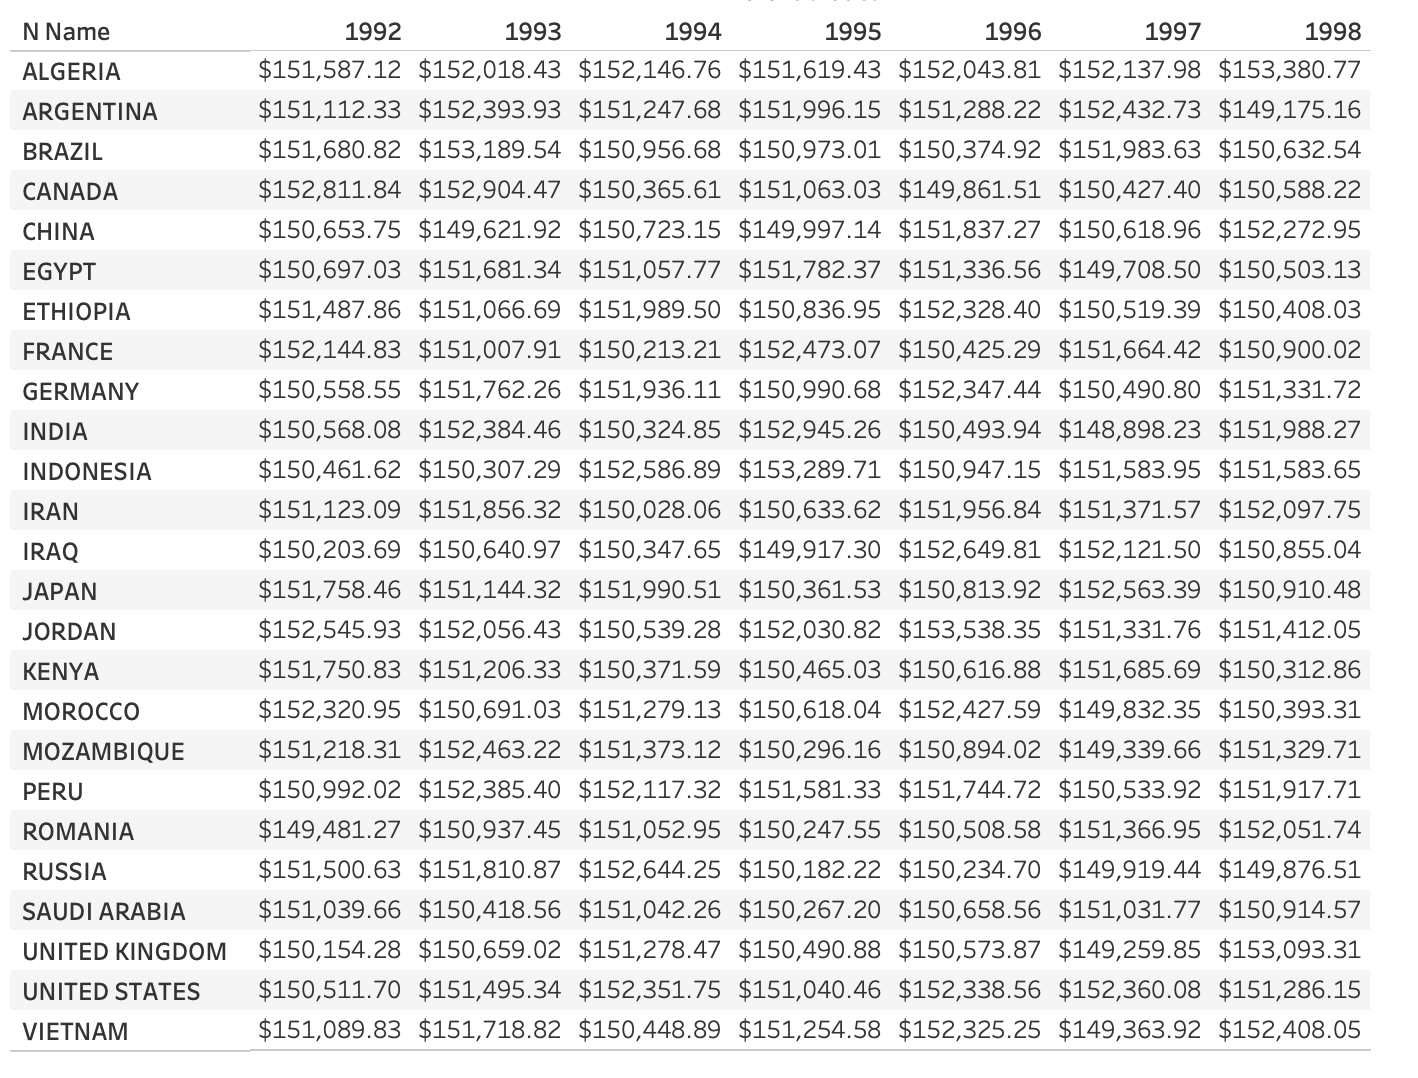 N Name 1992 1993 1994 1995 1996 1997 1998
ALGERIA $151,587.12 $152,018.43 $152,146.76 $151,619.43 $152,043.81 $152,137.98 $153,380.77
ARGENTINA $151,112.33 $152,393.93 $151,247.68 $151,996.15 $151,288.22 $152,432.73 $149,175.16
BRAZIL $151,680.82 $153,189.54 $150,956.68 $150,973.01 $150,374.92 $151,983.63 $150,632.54
CANADA $152,811.84 $152,904.47 $150,365.61 $151,063.03 $149,861.51 $150,427.40 $150,588.22
CHINA $150,653.75 $149,621.92 $150,723.15 $149,997.14 $151,837.27 $150,618.96 $152,272.95
EGYPT $150,697.03 $151,681.34 $151,057.77 $151,782.37 $151,336.56 $149,708.50 $150,503.13
ETHIOPIA $151,487.86 $151,066.69 $151,989.50 $150,836.95 $152,328.40 $150,519.39 $150,408.03
FRANCE $152,144.83 $151,007.91 $150,213.21 $152,473.07 $150,425.29 $151,664.42 $150,900.02
GERMANY $150,558.55 $151,762.26 $151,936.11 $150,990.68 $152,347.44 $150,490.80 $151,331.72
INDIA $150,568.08 $152,384.46 $150,324.85 $152,945.26 $150,493.94 $148,898.23 $151,988.27
INDONESIA $150,461.62 $150,307.29 $152,586.89 $153,289.71 $150,947.15 $151,583.95 $151,583.65
IRAN $151,123.09 $151,856.32 $150,028.06 $150,633.62 $151,956.84 $151,371.57 $152,097.75
IRAQ $150,203.69 $150,640.97 $150,347.65 $149,917.30 $152,649.81 $152,121.50 $150,855.04
JAPAN $151,758.46 $151,144.32 $151,990.51 $150,361.53 $150,813.92 $152,563.39 $150,910.48
JORDAN $152,545.93 $152,056.43 $150,539.28 $152,030.82 $153,538.35 $151,331.76 $151,412.05
KENYA $151,750.83 $151,206.33 $150,371.59 $150,465.03 $150,616.88 $151,685.69 $150,312.86
MOROCCO $152,320.95 $150,691.03 $151,279.13 $150,618.04 $152,427.59 $149,832.35 $150,393.31
MOZAMBIQUE $151,218.31 $152,463.22 $151,373.12 $150,296.16 $150,894.02 $149,339.66 $151,329.71
PERU $150,992.02 $152,385.40 $152,117.32 $151,581.33 $151,744.72 $150,533.92 $151,917.71
ROMANIA $149,481.27 $150,937.45 $151,052.95 $150,247.55 $150,508.58 $151,366.95 $152,051.74
RUSSIA $151,500.63 $151,810.87 $152,644.25 $150,182.22 $150,234.70 $149,919.44 $149,876.51
SAUDI ARABIA $151,039.66 $150,418.56 $151,042.26 $150,267.20 $150,658.56 $151,031.77 $150,914.57
UNITED KINGDOM $150,154.28 $150,659.02 $151,278.47 $150,490.88 $150,573.87 $149,259.85 $153,093.31
UNITED STATES $150,511.70 $151,495.34 $152,351.75 $151,040.46 $152,338.56 $152,360.08 $151,286.15
VIETNAM $151,089.83 $151,718.82 $150,448.89 $151,254.58 $152,325.25 $149,363.92 $152,408.05